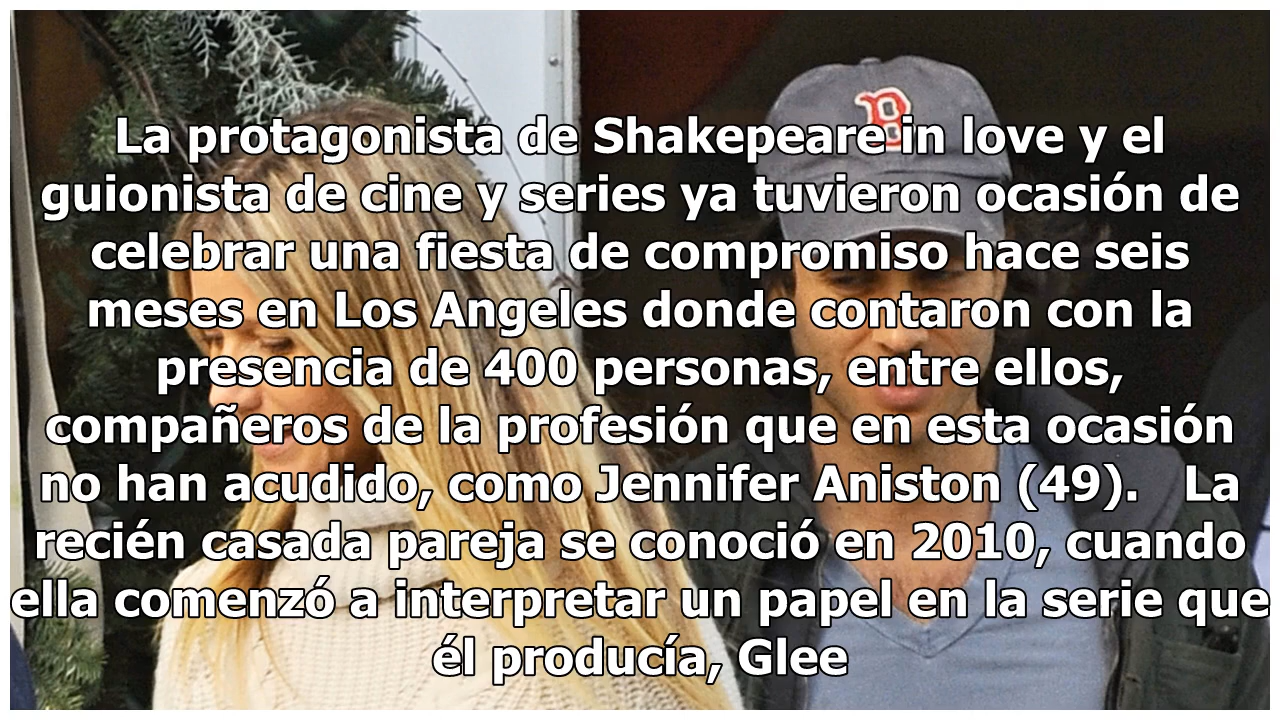 B
La protagonista de Shakepeare in love y el
guionista de cine y series ya tuvieron ocasión de
celebrar una fiesta de compromiso hace seis
meses en Los Angeles donde contaron con la
presencia de 400 personas, entre ellos,
compañeros de la profesión que en esta ocasión
no han acudido, como Jennifer Aniston (49).   La
recién casada pareja se conoció en 2010, cuando
ella comenzó a interpretar un papel en la serie que
él producía, Glee